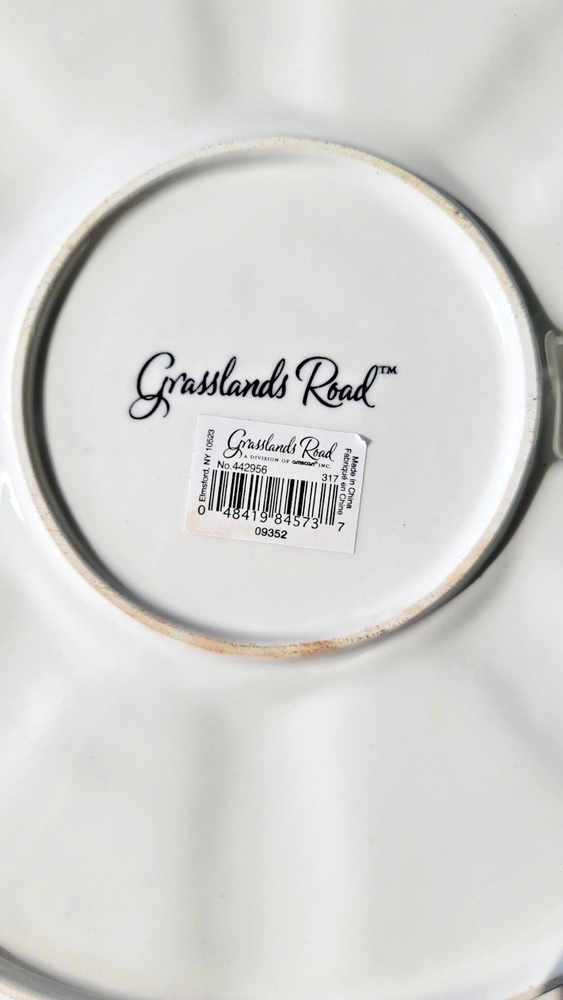 Grasslands Road™
Grasslands Road
A DIVISION OF amscan® INC.
No.442956 317
0 48419 84573 7
09352
Elmsford, NY 10523
Made in China
Fabriqué en Chine